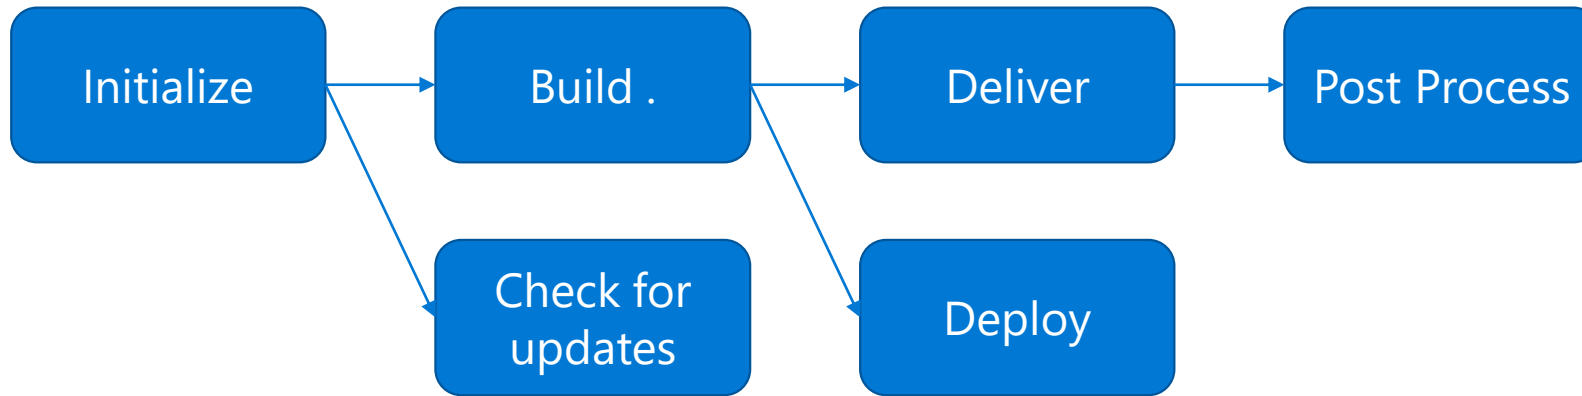 Initialize
Build .
Deliver
Post Process
Check for
updates
Deploy